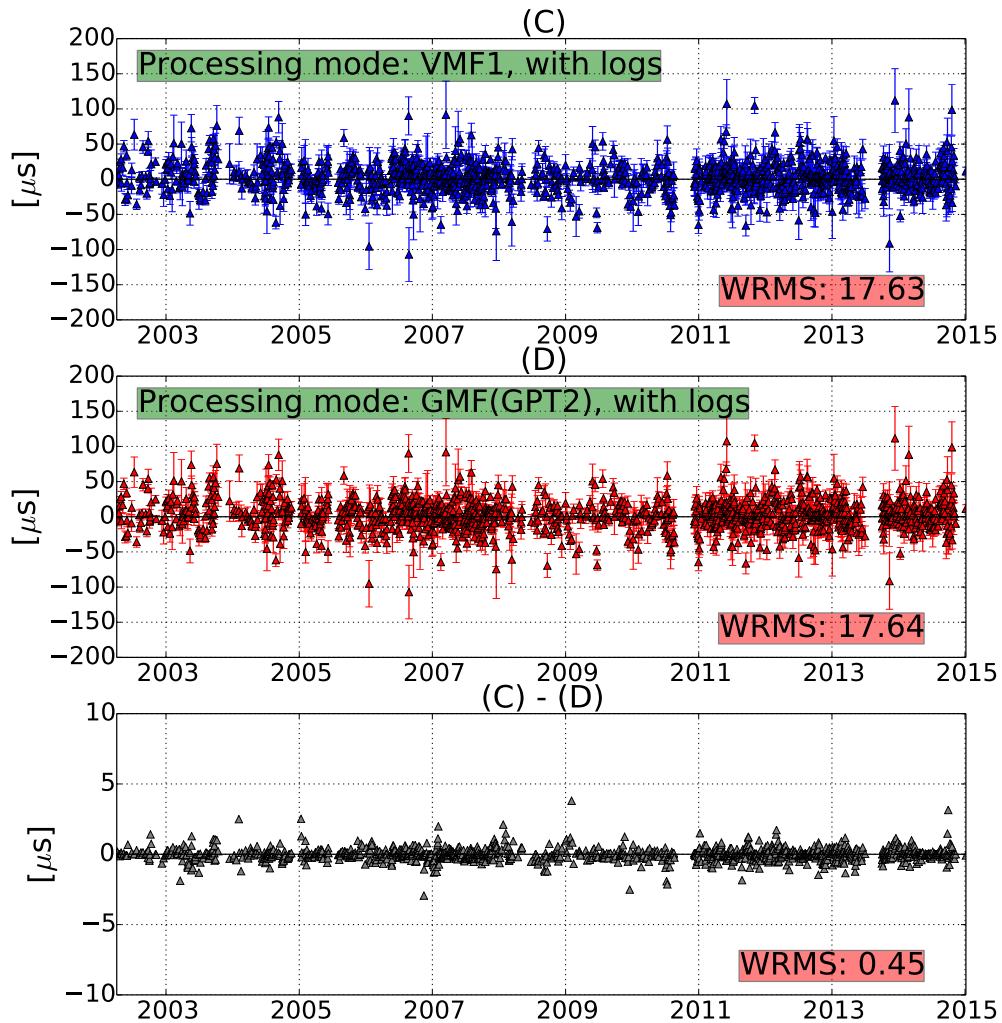 (C)
200
150
100
50
0
−50
−100
−150
−200
[μs]
Processing mode: VMF1, with logs
WRMS: 17.63
2003 2005 2007 2009 2011 2013 2015
(D)
200
150
100
50
0
−50
−100
−150
−200
[μs]
Processing mode: GMF(GPT2), with logs
WRMS: 17.64
2003 2005 2007 2009 2011 2013 2015
(C) - (D)
10
5
0
−5
−10
[μs]
WRMS: 0.45
2003 2005 2007 2009 2011 2013 2015